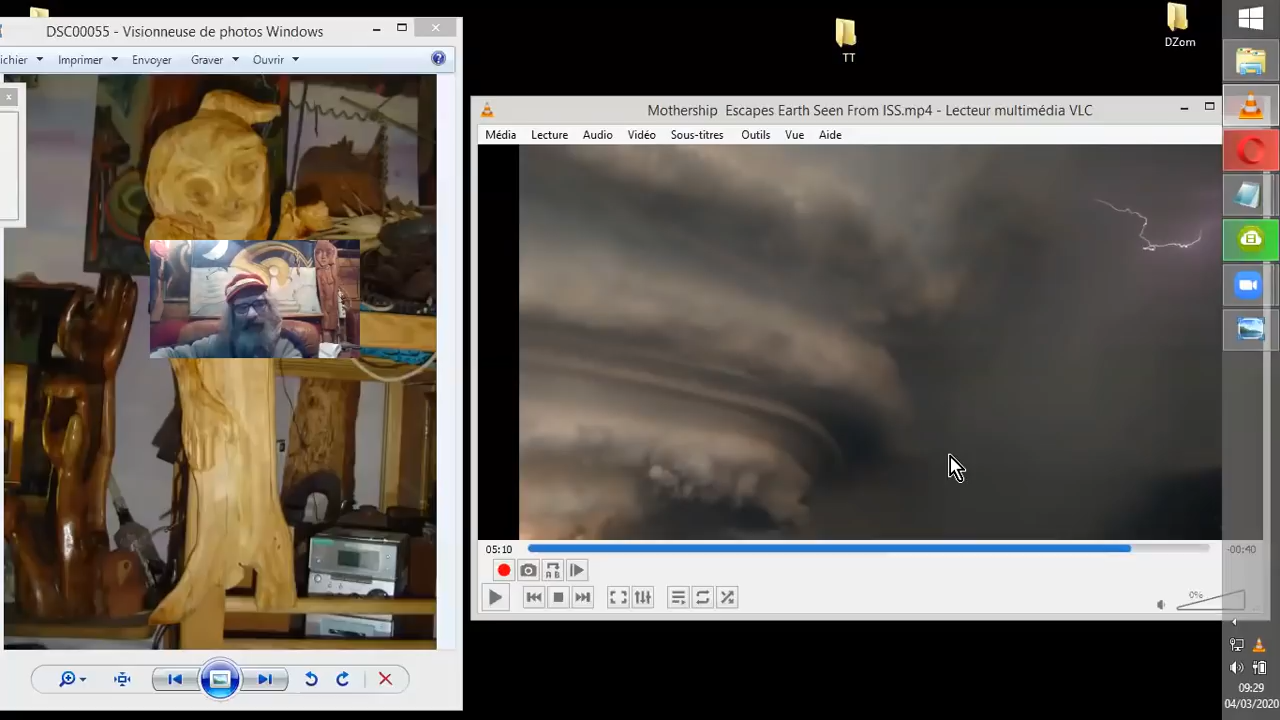 DSC00055 - Visionneuse de photos Windows
ichier Imprimer Envoyer Graver Ouvrir
TT
DZom
Mothership Escapes Earth Seen From ISS.mp4 - Lecteur multimédia VLC
Média Lecture Audio Vidéo Sous-titres Outils Vue Aide
05:10
-00:40
0%
09:29
04/03/2020